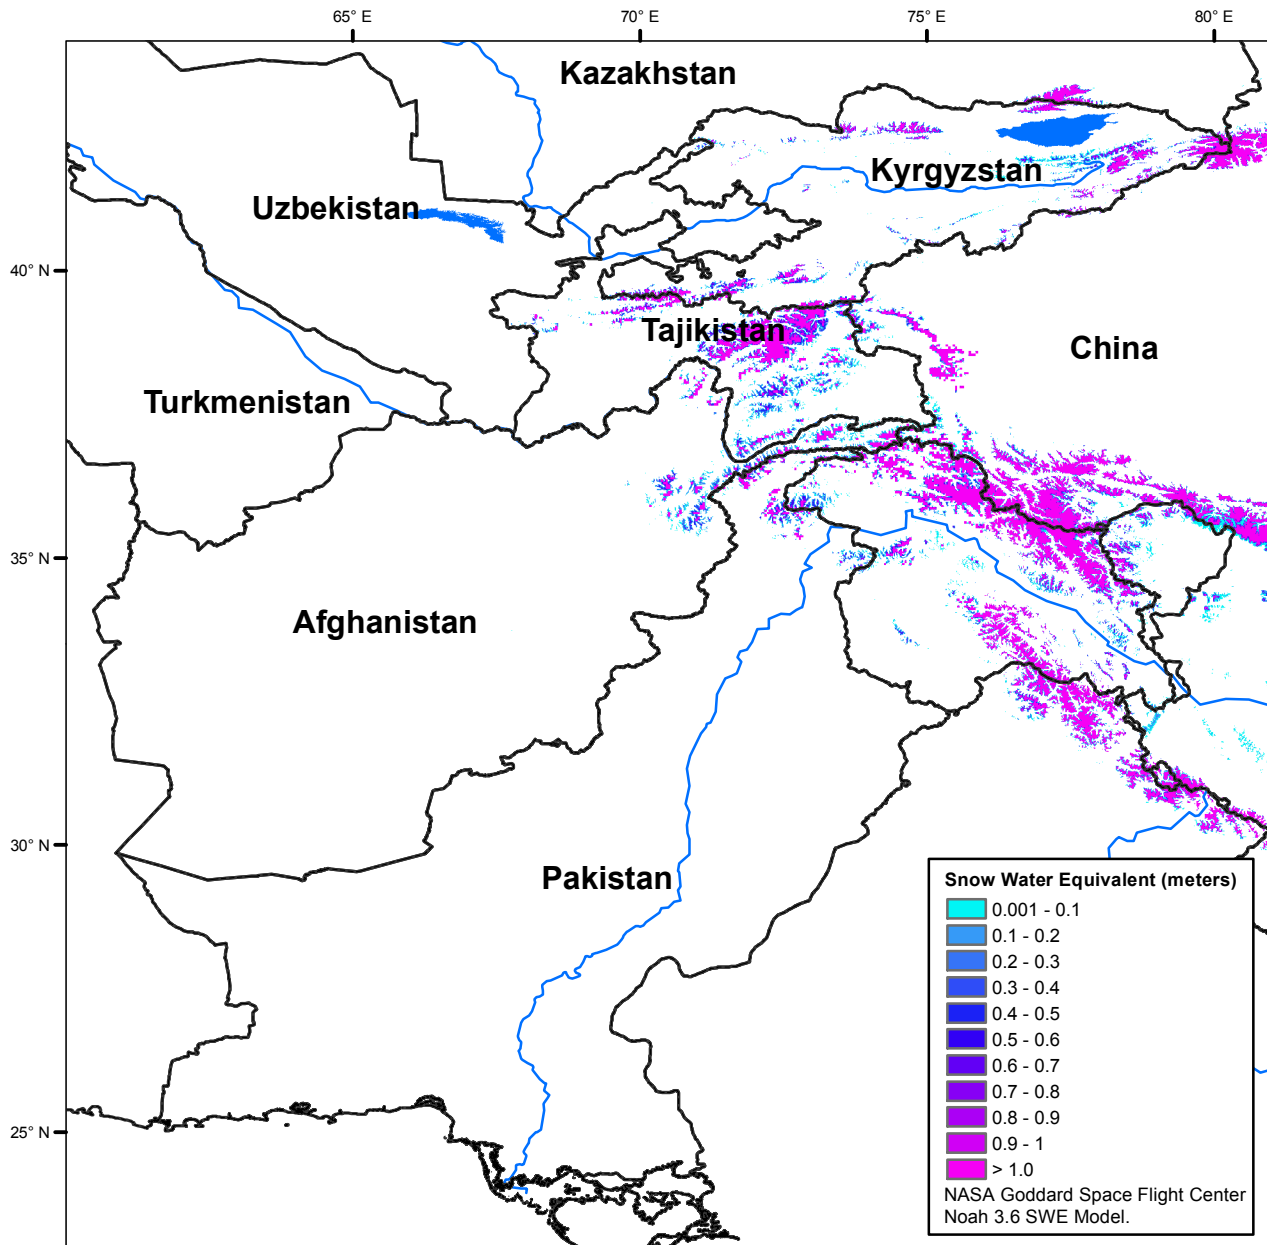 65° E
70° E
75° E
80° E
Kazakhstan
Kyrgyzstan
Uzbekistan
40° N
Tajikistan
China
Turkmenistan
35° N
Afghanistan
30° N
Pakistan
Snow Water Equivalent (meters)
0.001 - 0.1
0.1 - 0.2
0.2 - 0.3
0.3 - 0.4
0.4 - 0.5
0.5 - 0.6
0.6 - 0.7
0.7 - 0.8
0.8 - 0.9
0.9 - 1
> 1.0
25° N
NASA Goddard Space Flight Center
Noah 3.6 SWE Model.